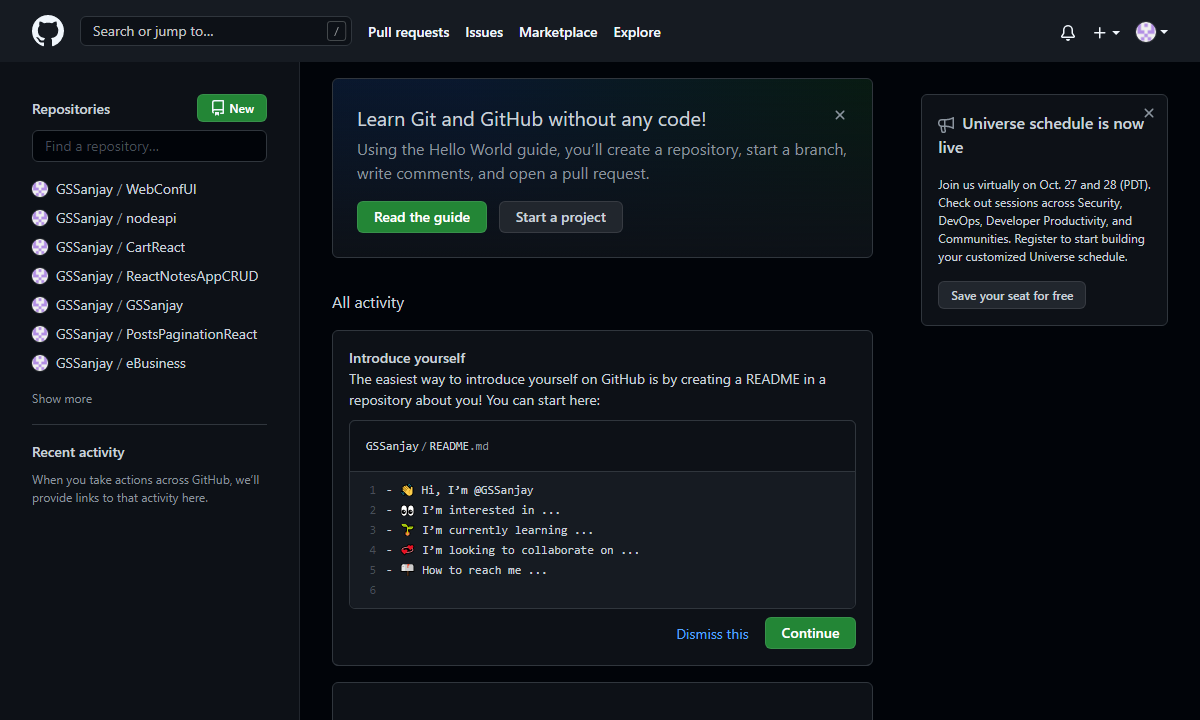 Search or jump to...
/
Pull requests
Issues
Marketplace
Explore
Repositories
New
Find a repository...
GSSanjay / WebConfUI
GSSanjay / nodeapi
GSSanjay / CartReact
GSSanjay / ReactNotesAppCRUD
GSSanjay / GSSanjay
GSSanjay / PostsPaginationReact
GSSanjay / eBusiness
Show more
Recent activity
When you take actions across GitHub, we’ll
provide links to that activity here.
Learn Git and GitHub without any code!
Using the Hello World guide, you’ll create a repository, start a branch,
write comments, and open a pull request.
Read the guide
Start a project
All activity
Introduce yourself
The easiest way to introduce yourself on GitHub is by creating a README in a
repository about you! You can start here:
GSSanjay/README.md
1 - 👋 Hi, I’m @GSSanjay
2 - 👀 I’m interested in ...
3 - 🌱 I’m currently learning ...
4 - 💞️ I’m looking to collaborate on ...
5 - 📫 How to reach me ...
6
Dismiss this
Continue
Universe schedule is now
live
Join us virtually on Oct. 27 and 28 (PDT).
Check out sessions across Security,
DevOps, Developer Productivity, and
Communities. Register to start building
your customized Universe schedule.
Save your seat for free